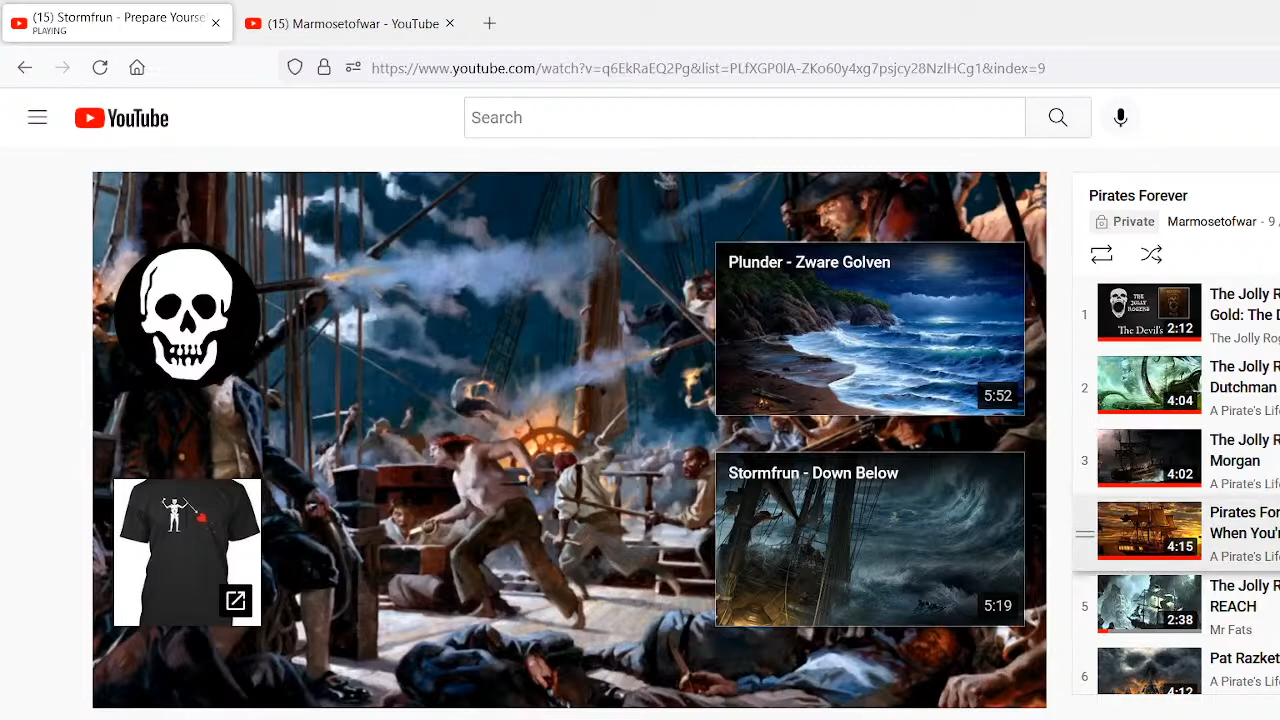 (15) Stormfrun - Prepare Yourse
PLAYING
(15) Marmosetofwar - YouTube
https://www.youtube.com/watch?v=q6EkRaEQ2Pg&list=PLfXGP0lA-ZKo60y4xg7psjcy28NzlHCg1&index=9
YouTube
Search
Plunder - Zware Golven
5:52
Stormfrun - Down Below
5:19
Pirates Forever
Private
Marmosetofwar - 9
1
THE JOLLY ROGERS
The Devil's
2:12
The Jolly R
Gold: The D
The Jolly Rog
2
4:04
The Jolly R
Dutchman
A Pirate's Life
3
4:02
The Jolly R
Morgan
A Pirate's Life
4:15
Pirates For
When You'r
A Pirate's Life
5
2:38
The Jolly R
REACH
Mr Fats
6
4:12
Pat Razket
A Pirate's Life